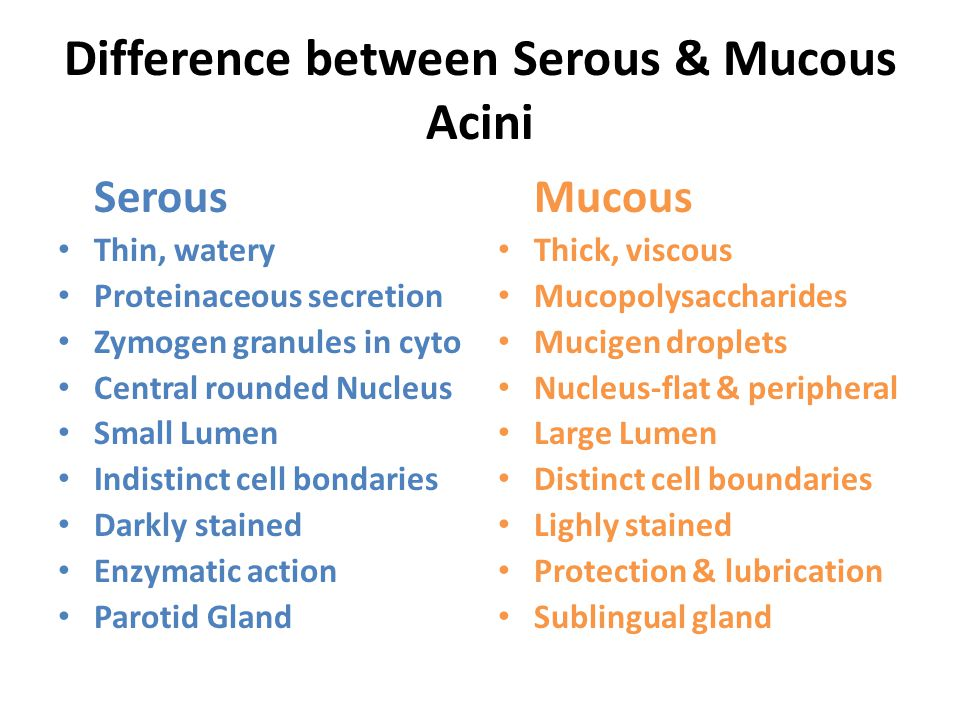 Difference between Serous & Mucous
Acini
Serous
• Thin, watery
• Proteinaceous secretion
• Zymogen granules in cyto
• Central rounded Nucleus
• Small Lumen
• Indistinct cell bondaries
• Darkly stained
• Enzymatic action
• Parotid Gland
Mucous
• Thick, viscous
• Mucopolysaccharides
• Mucigen droplets
• Nucleus-flat & peripheral
• Large Lumen
• Distinct cell boundaries
• Lighly stained
• Protection & lubrication
• Sublingual gland